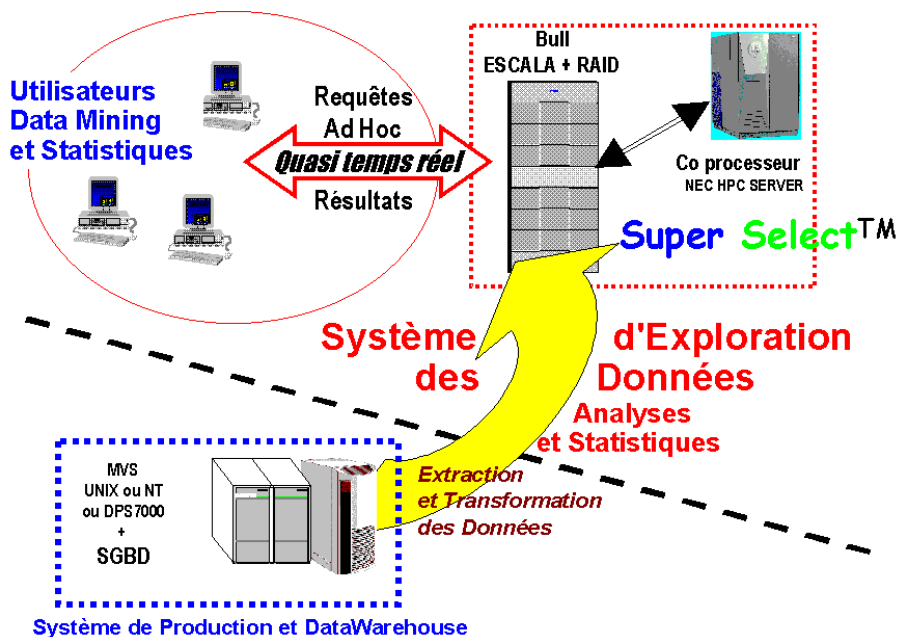 Utilisateurs
Data Mining
et Statistiques
Requêtes
Ad Hoc
Quasi temps réel
Résultats
Bull
ESCALA + RAID
Co processeur
NEC HPC SERVER
Super Select™
Système d'Exploration
des Données
Analyses
et Statistiques
MVS
UNIX ou NT
ou DPS7000
+
SGBD
Extraction
et Transformation
des Données
Système de Production et DataWarehouse